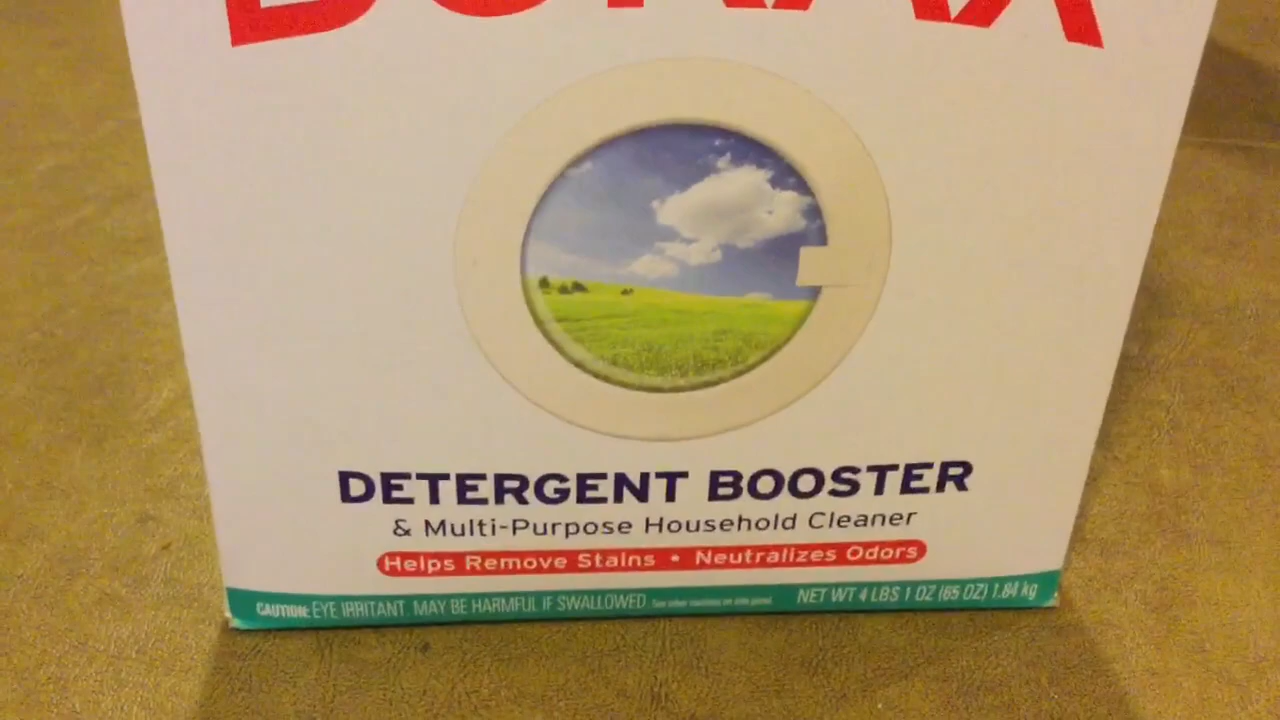 BORAX
DETERGENT BOOSTER
& Multi-Purpose Household Cleaner
Helps Remove Stains • Neutralizes Odors
CAUTION: EYE IRRITANT. MAY BE HARMFUL IF SWALLOWED. See other cautions on side panel. NET WT 4 LBS 1 OZ (65 OZ) 1.84 kg